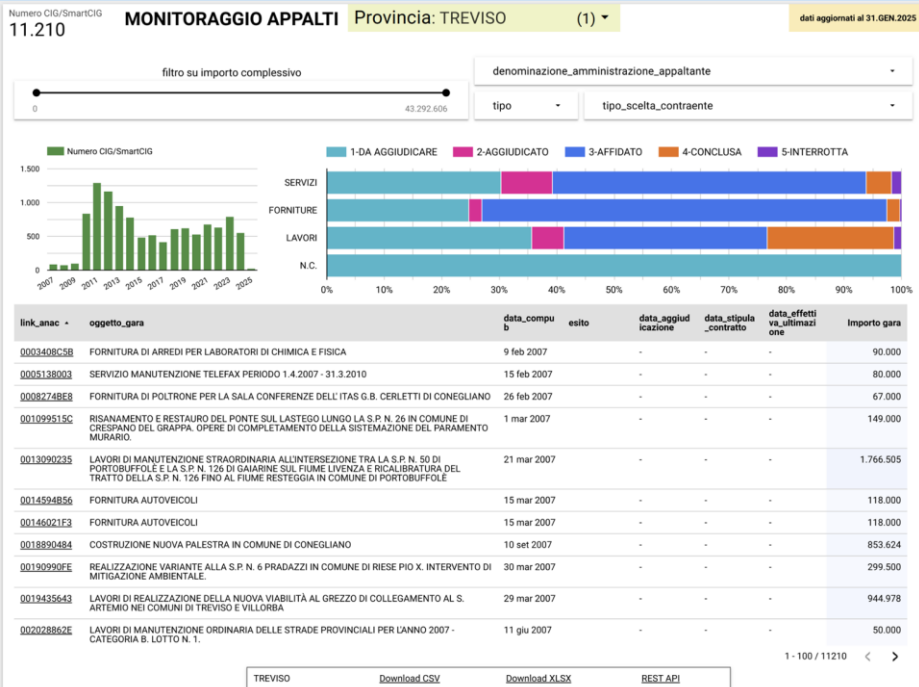 Numero CIG/SmartCIG
11.210
MONITORAGGIO APPALTI
Provincia: TREVISO (1)
dati aggiornati al 31.GEN.2025
filtro su importo complessivo
0 43.292.606
denominazione_amministrazione_appaltante
tipo
tipo_scelta_contraente
Numero CIG/SmartCIG
1.500
1.000
500
0
2007 2009 2011 2013 2015 2017 2019 2021 2023 2025
1-DA AGGIUDICARE 2-AGGIUDICATO 3-AFFIDATO 4-CONCLUSA 5-INTERROTTA
SERVIZI
FORNITURE
LAVORI
N.C.
0% 10% 20% 30% 40% 50% 60% 70% 80% 90% 100%
link_anac oggetto_gara data_compu
b esito data_aggiud
icazione data_stipula
_contratto data_effetti
va_ultimazi
one Importo gara
0003408C5B FORNITURA DI ARREDI PER LABORATORI DI CHIMICA E FISICA 9 feb 2007 - - - 90.000
0005138003 SERVIZIO MANUTENZIONE TELEFAX PERIODO 1.4.2007 - 31.3.2010 15 feb 2007 - - - 80.000
0008274BE8 FORNITURA DI POLTRONE PER LA SALA CONFERENZE DELL' ITAS G.B. CERLETTI DI CONEGLIANO 26 feb 2007 - - - 67.000
001099515C RISANAMENTO E RESTAURO DEL PONTE SUL LASTEGO LUNGO LA S.P. N. 26 IN COMUNE DI 1 mar 2007 - - - 149.000
CRESPANO DEL GRAPPA. OPERE DI COMPLETAMENTO DELLA SISTEMAZIONE DEL PARAMENTO
MURARIO.
0013090235 LAVORI DI MANUTENZIONE STRAORDINARIA ALL'INTERSEZIONE TRA LA S.P. N. 50 DI 21 mar 2007 - - - 1.766.505
PORTOBUFFOLÈ E LA S.P. N. 126 DI GAIARINE SUL FIUME LIVENZA E RICALIBRATURA DEL
TRATTO DELLA S.P. N. 126 FINO AL FIUME RESTEGGIA IN COMUNE DI PORTOBUFFOLÈ
0014594B56 FORNITURA AUTOVEICOLI 15 mar 2007 - - - 118.000
00146021F3 FORNITURA AUTOVEICOLI 15 mar 2007 - - - 118.000
0018890484 COSTRUZIONE NUOVA PALESTRA IN COMUNE DI CONEGLIANO 10 set 2007 - - - 853.624
00190990FE REALIZZAZIONE VARIANTE ALLA S.P. N. 6 PRADAZZI IN COMUNE DI RIESE PIO X. INTERVENTO DI 30 mar 2007 - - - 299.500
MITIGAZIONE AMBIENTALE.
0019435643 LAVORI DI REALIZZAZIONE DELLA NUOVA VIABILITÀ AL GREZZO DI COLLEGAMENTO AL S. 29 mar 2007 - - - 944.978
ARTEMIO NEI COMUNI DI TREVISO E VILLORBA
002028862E LAVORI DI MANUTENZIONE ORDINARIA DELLE STRADE PROVINCIALI PER L'ANNO 2007 - 11 giu 2007 - - - 50.000
CATEGORIA B. LOTTO N. 1.
1 - 100 / 11210
TREVISO Download CSV Download XLSX REST API